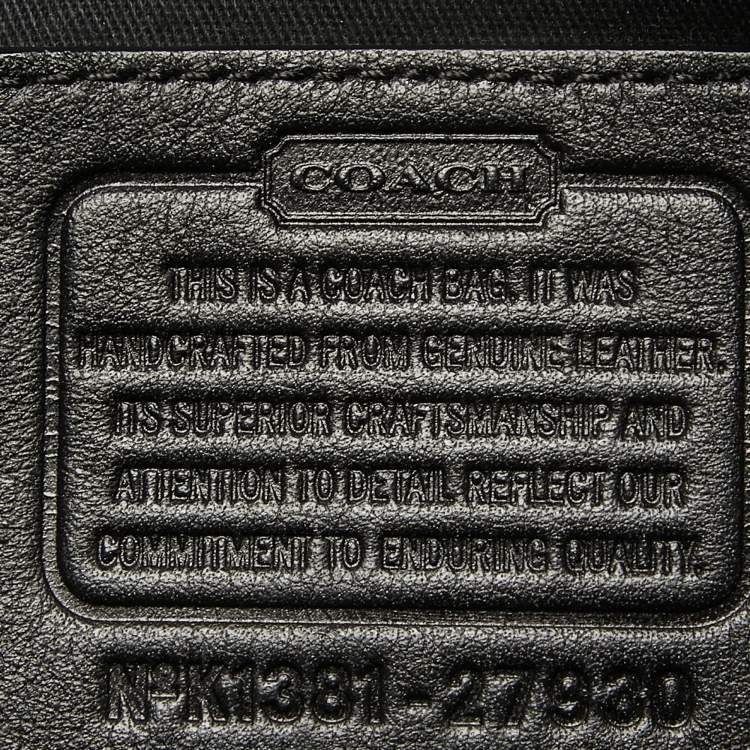 COACH
THIS IS A COACH BAG. IT WAS
HANDCRAFTED FROM GENUINE LEATHER.
ITS SUPERIOR CRAFTSMANSHIP AND
ATTENTION TO DETAIL REFLECT OUR
COMMITMENT TO ENDURING QUALITY.
Nº K1381-27930